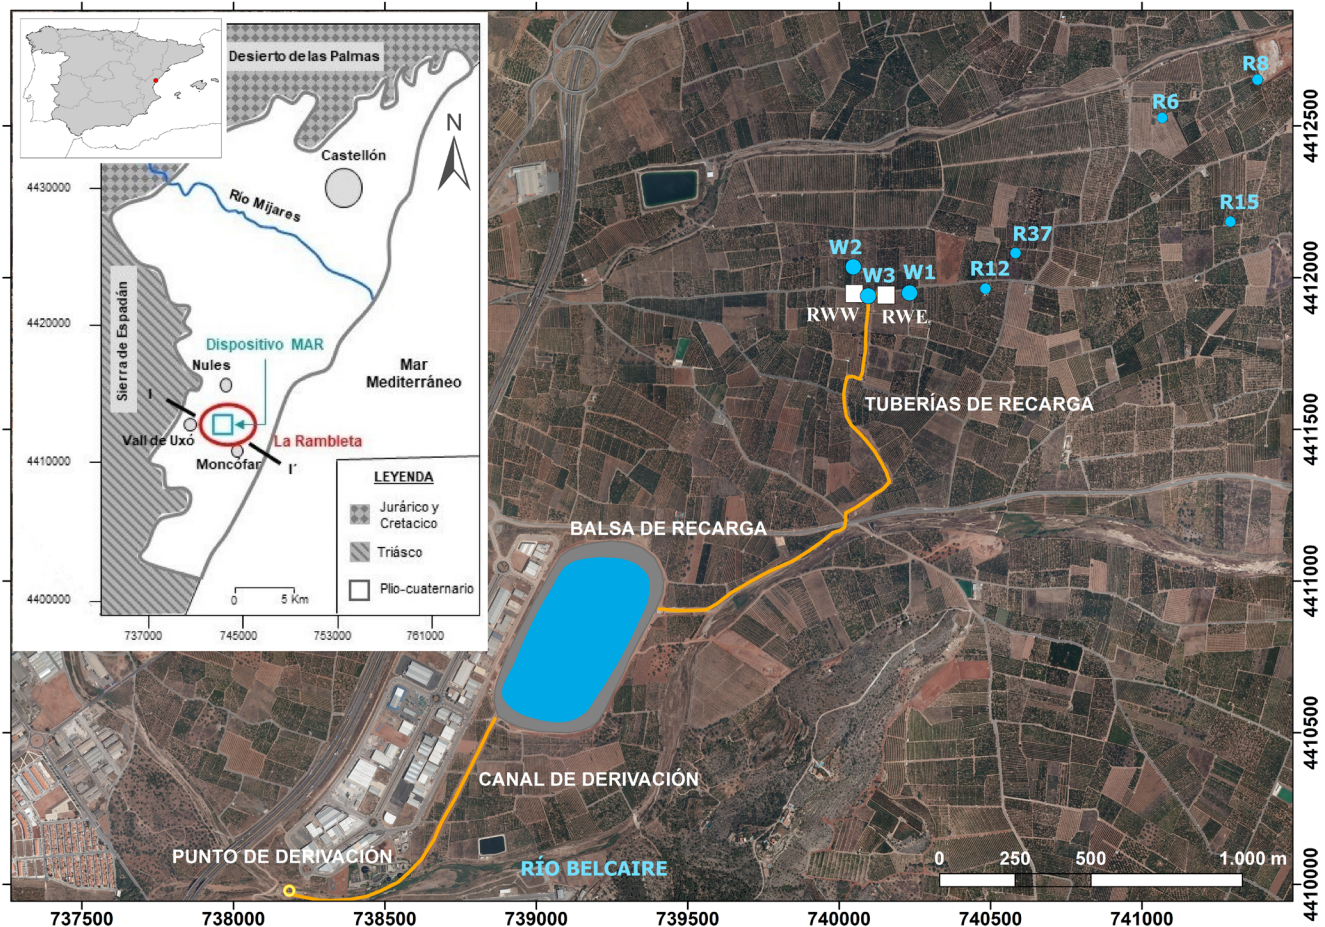 Desierto de las Palmas
N
Castellón
Río Mijares
Sierra de Espadán
Dispositivo MAR
Nules
Mar
Mediterráneo
I
Vall de Uxó
La Rambleta
Moncófar
I´
LEYENDA
Jurárico y
Cretacico
Triásco
Plio-cuaternario
0 5 Km
4430000
4420000
4410000
4400000
737000 745000 753000 761000
R8
R6
R15
R37
W2
R12
W3 W1
RWW RWE
TUBERÍAS DE RECARGA
BALSA DE RECARGA
CANAL DE DERIVACIÓN
PUNTO DE DERIVACIÓN
RÍO BELCAIRE
0 250 500 1.000 m
4412500
4412000
4411500
4411000
4410500
4410000
737500 738000 738500 739000 739500 740000 740500 741000